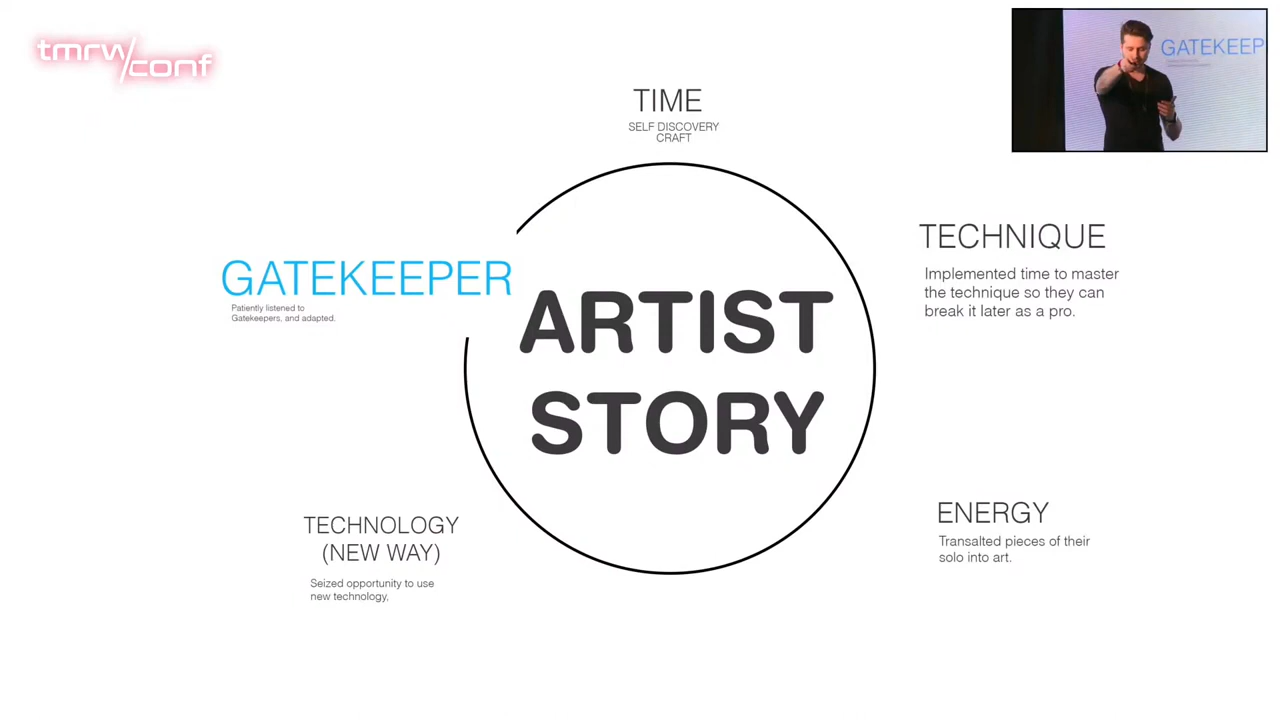 tmrw/conf
GATEKEEP
TIME
SELF DISCOVERY
CRAFT
TECHNIQUE
Implemented time to master
the technique so they can
break it later as a pro.
GATEKEEPER
Patiently listened to
Gatekeepers, and adapted.
ARTIST
STORY
ENERGY
Transalted pieces of their
solo into art.
TECHNOLOGY
(NEW WAY)
Seized opportunity to use
new technology,